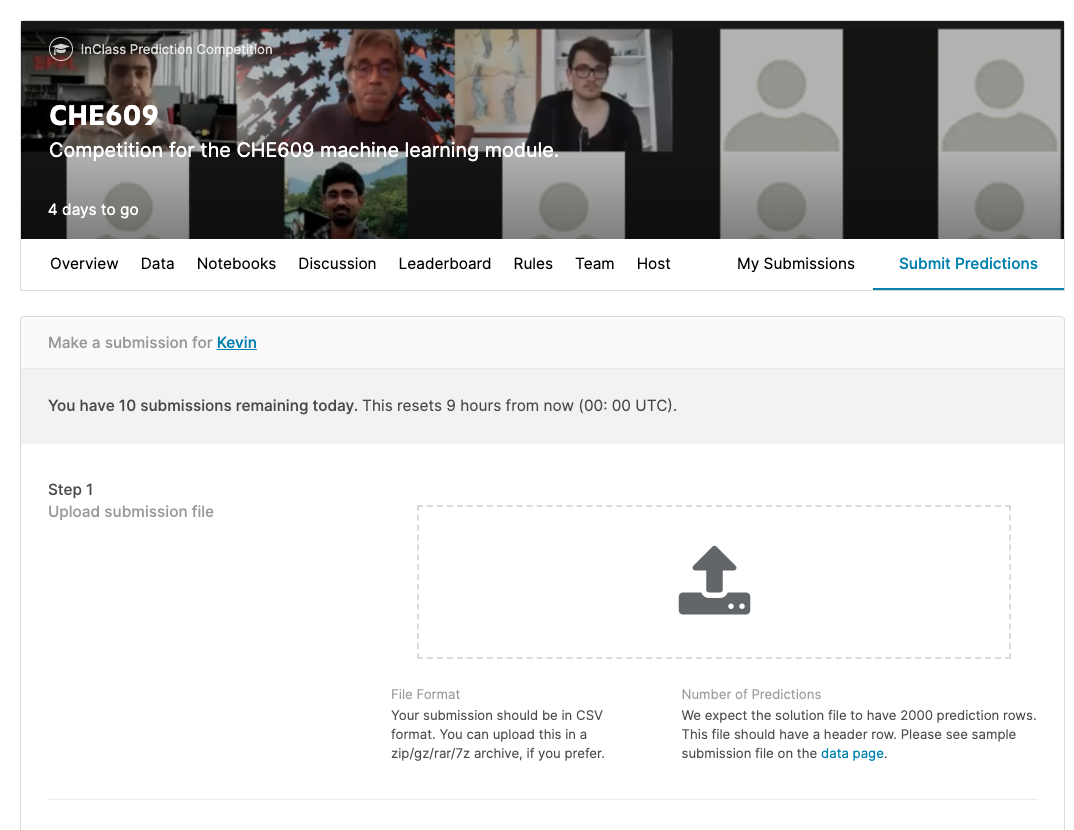 InClass Prediction Competition
EPFL
CHE609
Competition for the CHE609 machine learning module.
4 days to go
Overview Data Notebooks Discussion Leaderboard Rules Team Host My Submissions Submit Predictions
Make a submission for Kevin
You have 10 submissions remaining today. This resets 9 hours from now (00: 00 UTC).
Step 1
Upload submission file
File Format
Your submission should be in CSV
format. You can upload this in a
zip/gz/rar/7z archive, if you prefer.
Number of Predictions
We expect the solution file to have 2000 prediction rows.
This file should have a header row. Please see sample
submission file on the data page.